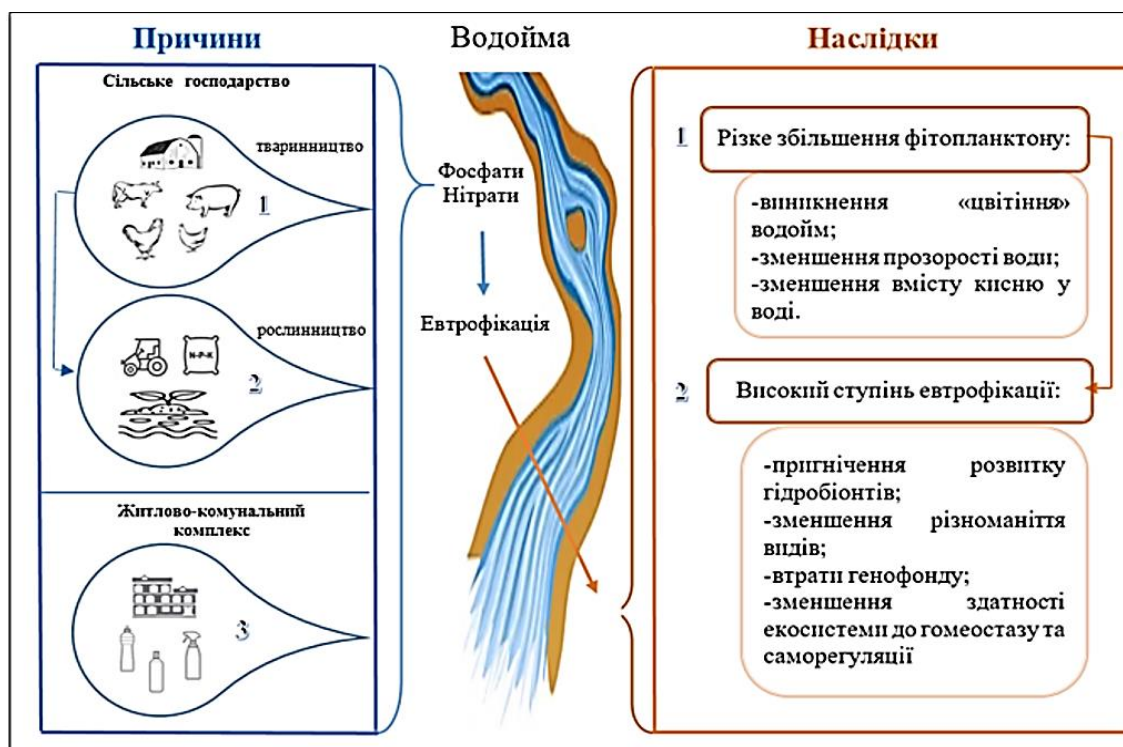 Причини
Сільське господарство
тваринництво
1
рослинництво
N-P-K
2
Житлово-комунальний
комплекс
3
Водойма
Фосфати
Нітрати
Евтрофікація
Наслідки
1
Різке збільшення фітопланктону:
-виникнення «цвітіння»
водойм;
-зменшення прозорості води;
-зменшення вмісту кисню у
воді.
2
Високий ступінь евтрофікації:
-пригнічення розвитку
гідробіонтів;
-зменшення різноманіття
видів;
-втрати генофонду;
-зменшення здатності
екосистеми до гомеостазу та
саморегуляції